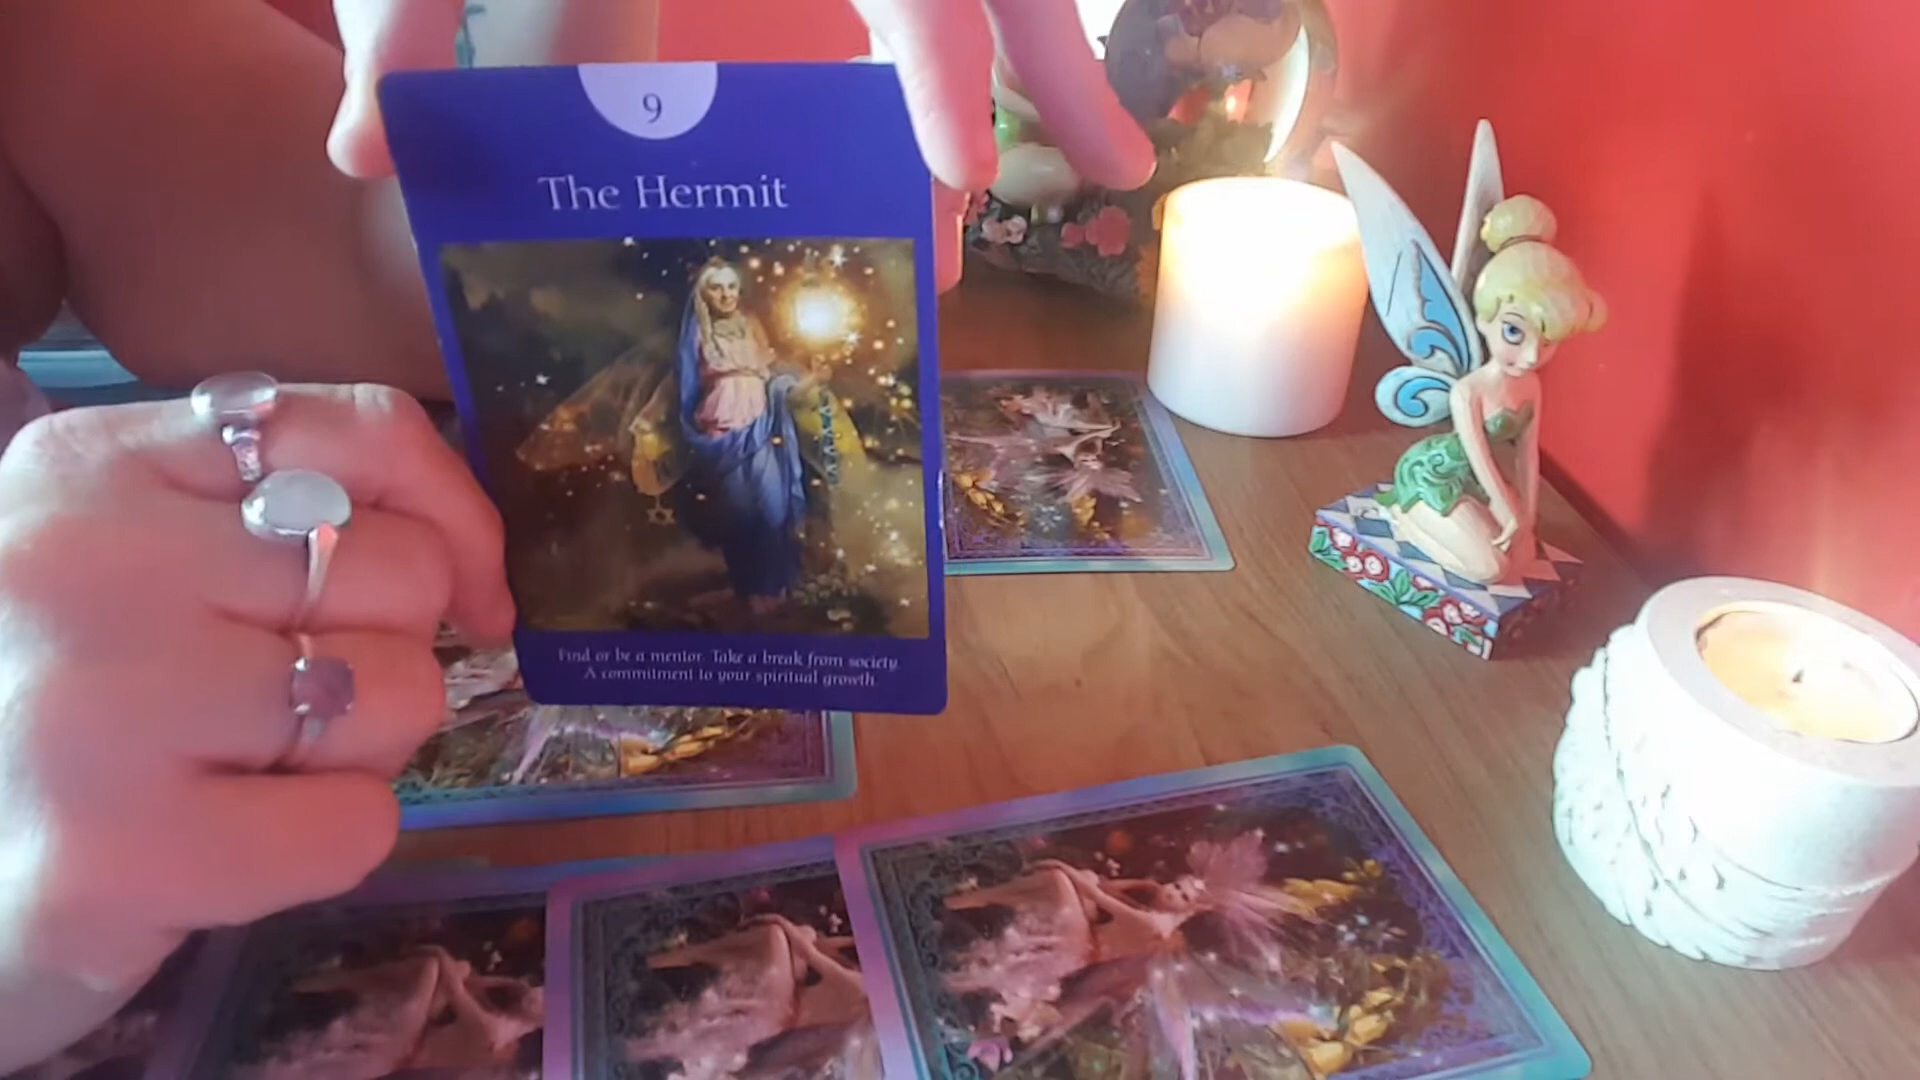 9
The Hermit
Find or be a mentor. Take a break from society.
A commitment to your spiritual growth.